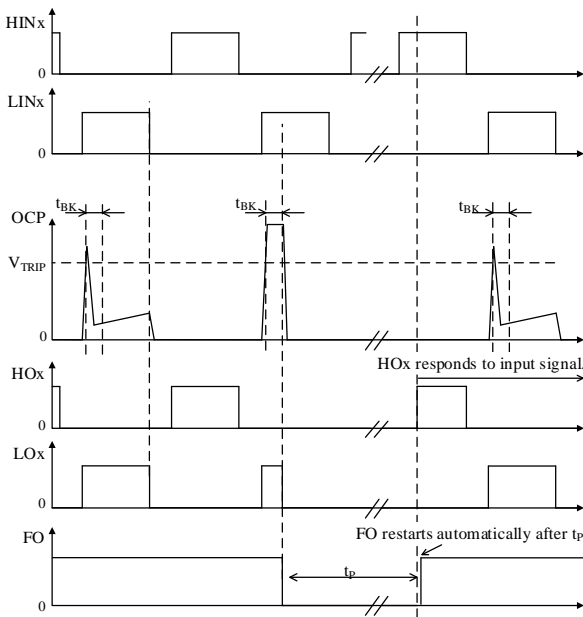 HINx
0
LINx
0
tBK tBK tBK
OCP
VTRIP
0
HOx responds to input signal.
HOx
0
LOx
0
FO
FO restarts automatically after tP
tP
0